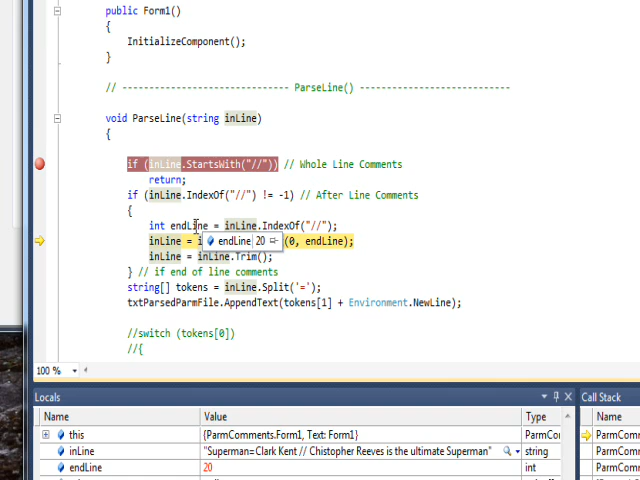 public Form1()
{
InitializeComponent();
}
// ------------------------------ ParseLine() ---------------------------
void ParseLine(string inLine)
{
if (inLine.StartsWith("//")) // Whole Line Comments
return;
if (inLine.IndexOf("//") != -1) // After Line Comments
{
int endLine = inLine.IndexOf("//");
inLine = i endLine 20 (0, endLine);
inLine = inLine.Trim();
} // if end of line comments
string[] tokens = inLine.Split('=');
txtParsedParmFile.AppendText(tokens[1] + Environment.NewLine);
//switch (tokens[0])
//{
100 %
Locals
Call Stack
Name Value Type
Name
this {ParmComments.Form1, Text: Form1} ParmCo
ParmCom
inLine "Superman=Clark Kent // Chistopher Reeves is the ultimate Superman" string
ParmCom
endLine 20 int
ParmCom